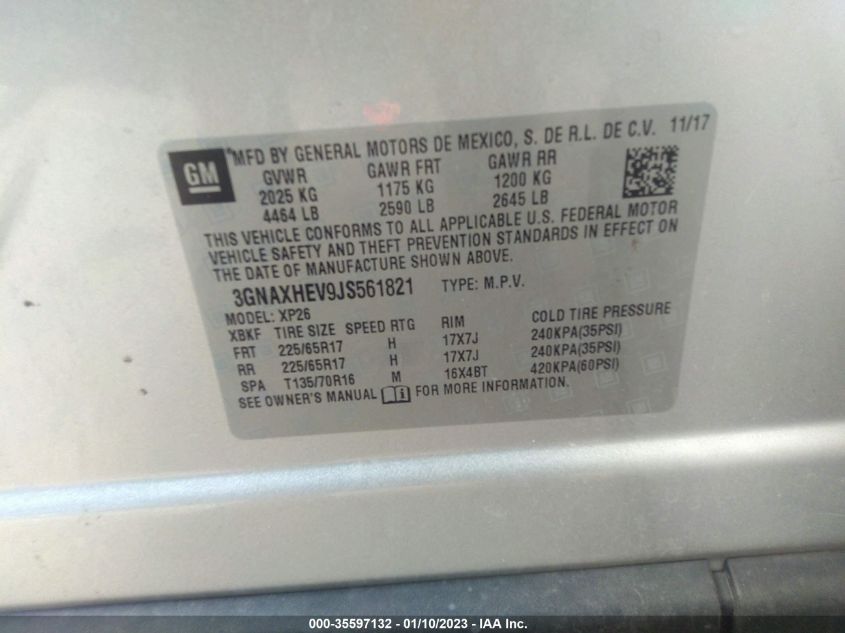 GM
MFD BY GENERAL MOTORS DE MEXICO, S. DE R.L. DE C.V. 11/17
GVWR GAWR FRT GAWR RR
2025 KG 1175 KG 1200 KG
4464 LB 2590 LB 2645 LB
THIS VEHICLE CONFORMS TO ALL APPLICABLE U.S. FEDERAL MOTOR
VEHICLE SAFETY AND THEFT PREVENTION STANDARDS IN EFFECT ON
THE DATE OF MANUFACTURE SHOWN ABOVE.
3GNAXHEV9JS561821 TYPE: M.P.V.
MODEL: XP26
XBKF TIRE SIZE SPEED RTG RIM COLD TIRE PRESSURE
FRT 225/65R17 H 17X7J 240KPA(35PSI)
RR 225/65R17 H 17X7J 240KPA(35PSI)
SPA T135/70R16 M 16X4BT 420KPA(60PSI)
SEE OWNER'S MANUAL FOR MORE INFORMATION.
000-35597132 - 01/10/2023 - IAA Inc.